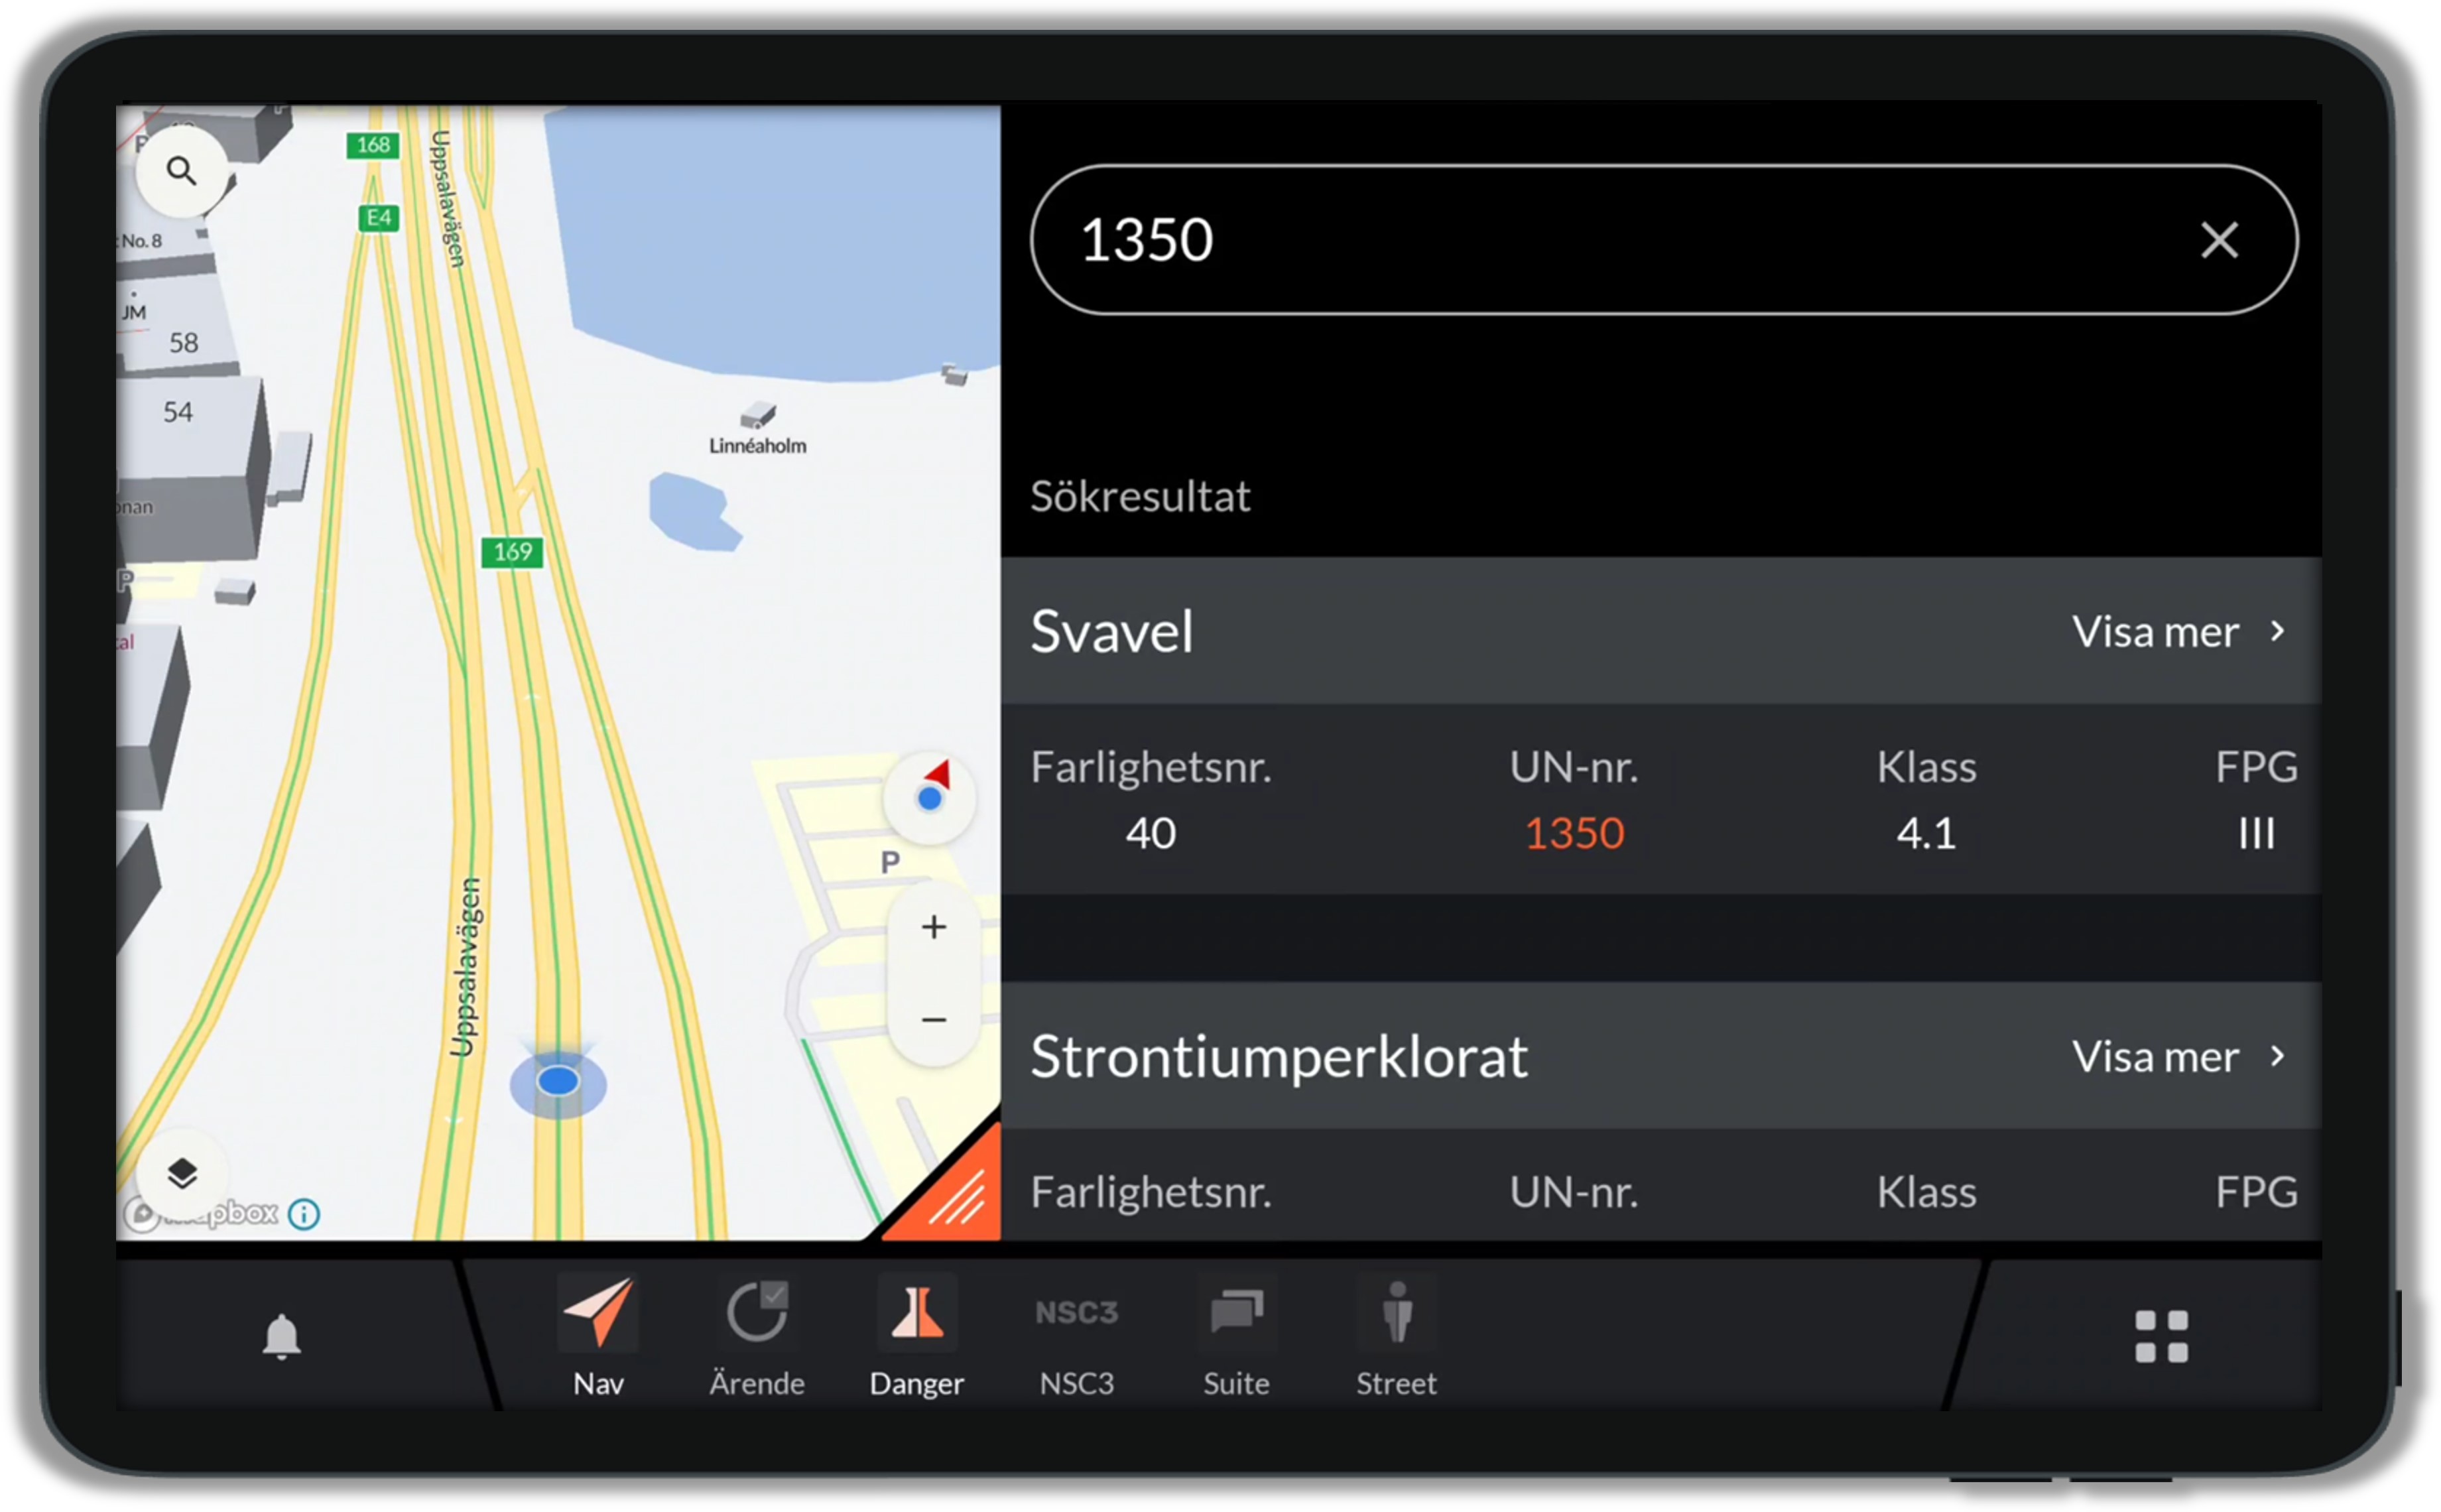 168
E4
Uppsalavägen
No. 8
JM
58
54
Linnéaholm
169
P
P
Uppsalavägen
1350
Sökresultat
Svavel
Visa mer
Farlighetsnr.
UN-nr.
Klass
FPG
40
1350
4.1
III
Strontiumperklorat
Visa mer
Farlighetsnr.
UN-nr.
Klass
FPG
NSC3
Nav
Ärende
Danger
NSC3
Suite
Street